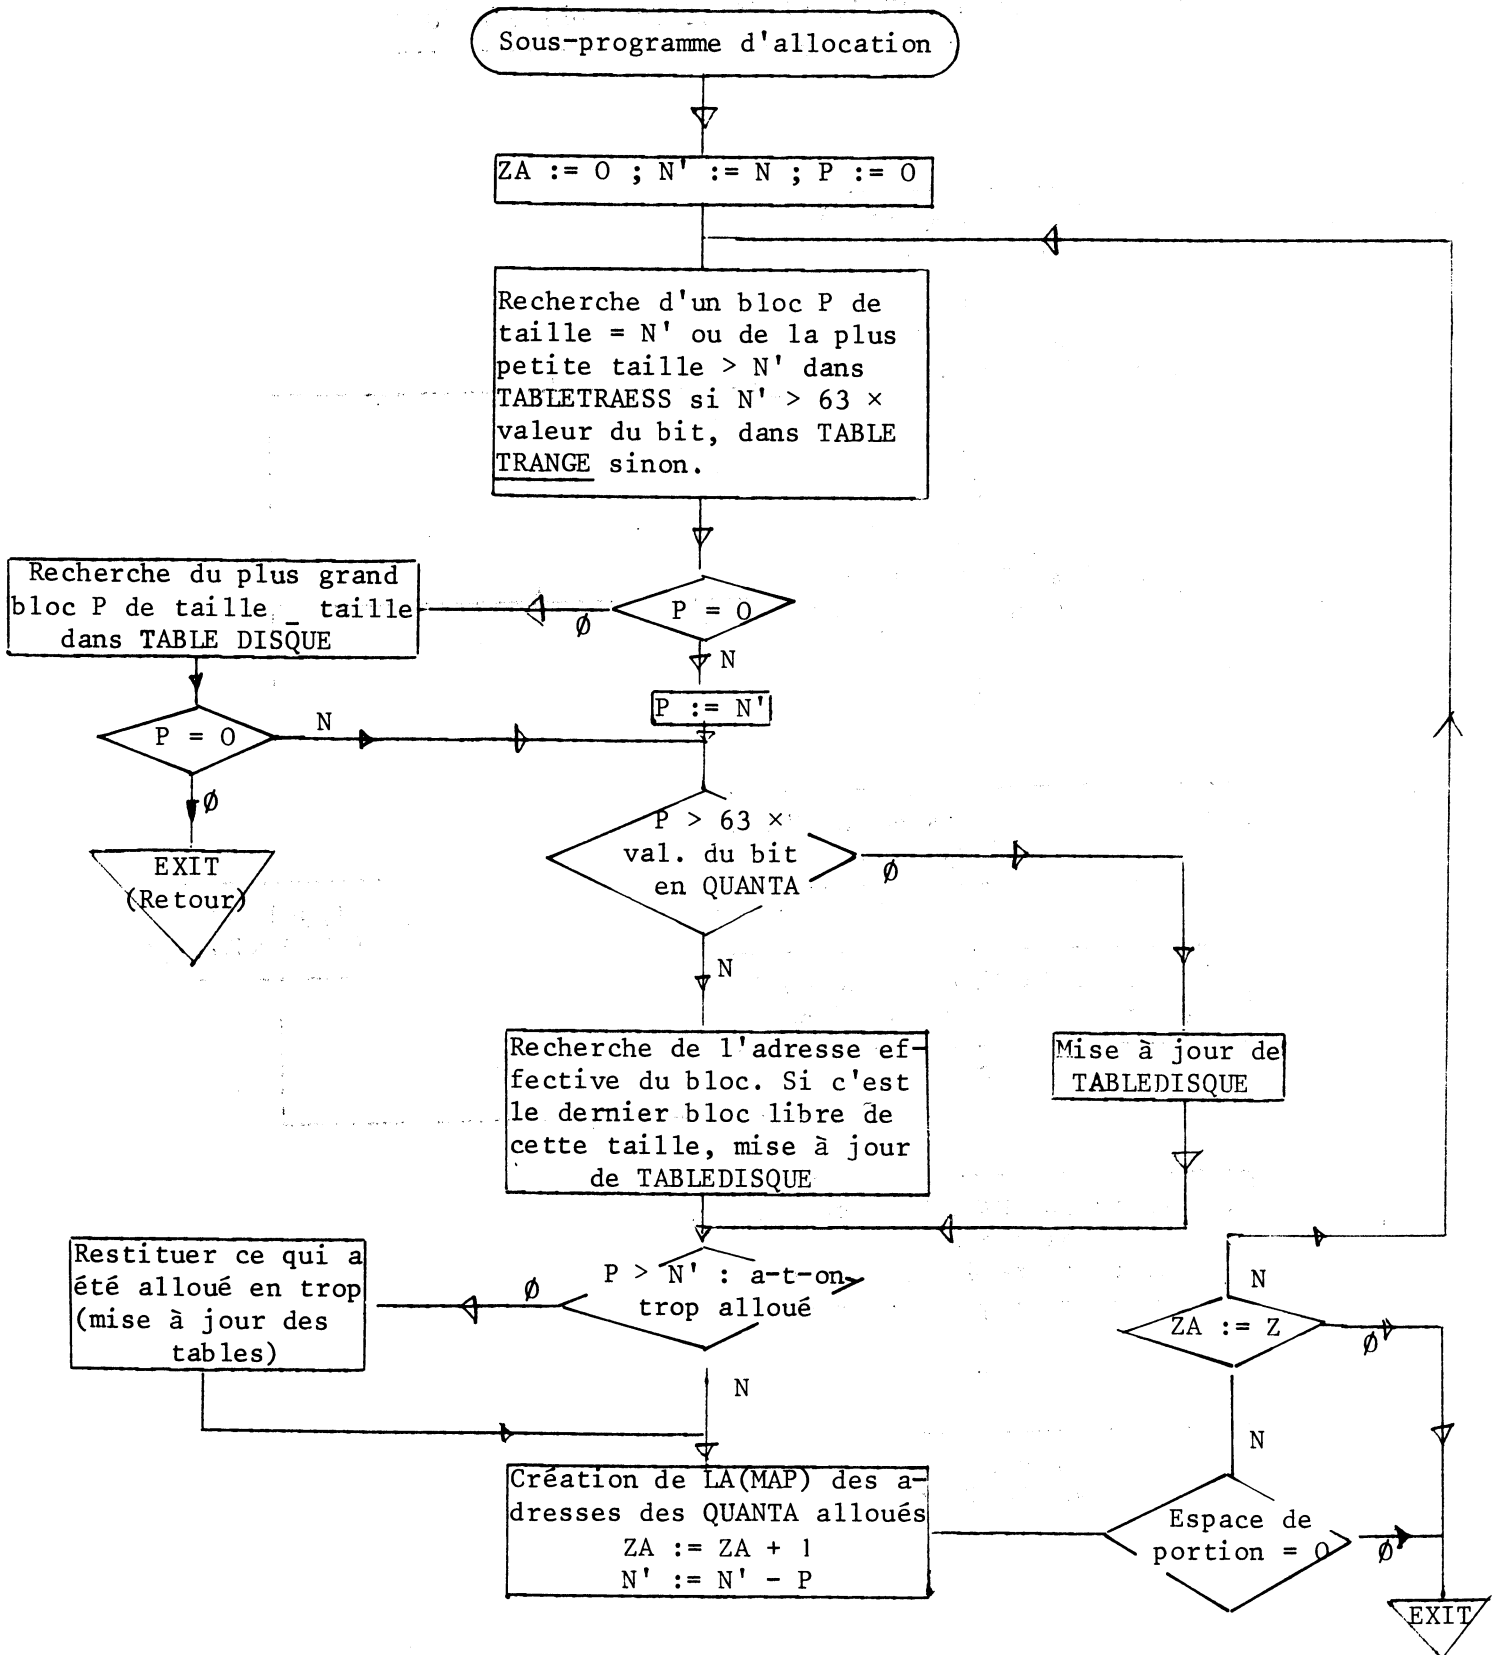 Sous-programme d'allocation
ZA := O ; N' := N ; P := O
Recherche d'un bloc P de
taille = N' ou de la plus
petite taille > N' dans
TABLETRAESS si N' > 63 ×
valeur du bit, dans TABLE
TRANGE sinon.
P = O
Ø
N
Recherche du plus grand
bloc P de taille _ taille
dans TABLE DISQUE
P := N'
P = O
N
Ø
EXIT
(Retour)
P > 63 ×
val. du bit
en QUANTA
Ø
N
Recherche de l'adresse ef-
fective du bloc. Si c'est
le dernier bloc libre de
cette taille, mise à jour
de TABLEDISQUE
Mise à jour de
TABLEDISQUE
P > N' : a-t-on
trop alloué
Ø
N
Restituer ce qui a
été alloué en trop
(mise à jour des
tables)
Création de LA(MAP) des a-
dresses des QUANTA alloués
ZA := ZA + 1
N' := N' - P
Espace de
portion = O
Ø
N
ZA := Z
Ø
N
EXIT